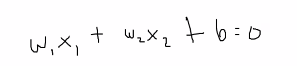 w₁x₁ + w₂x₂ + b = 0